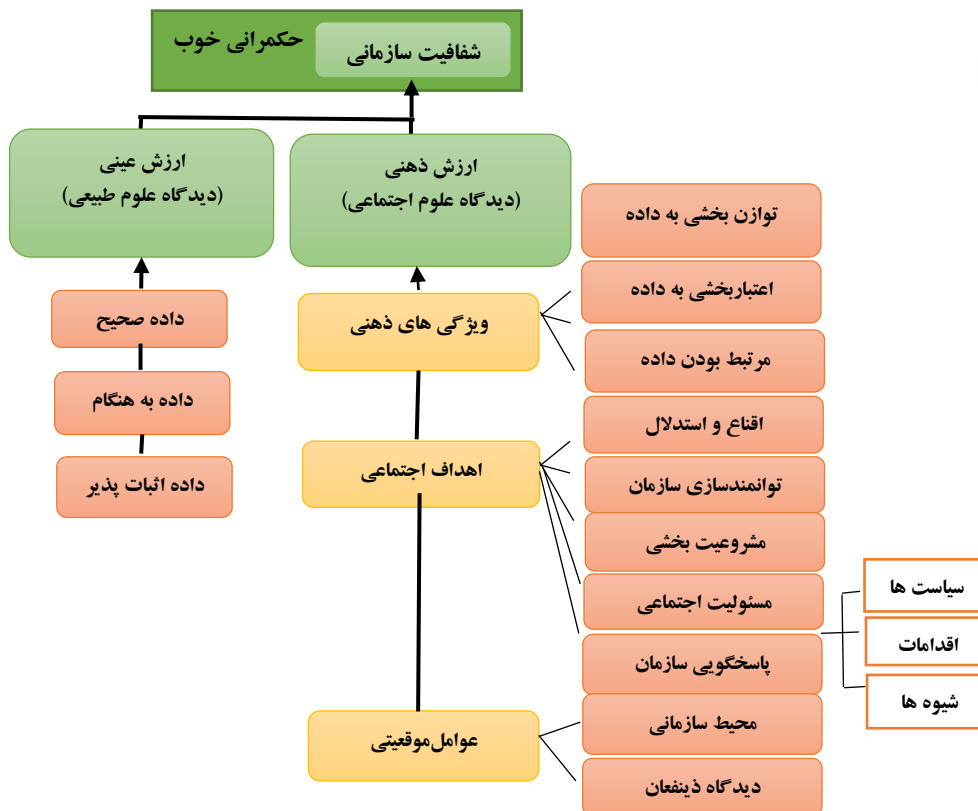 حکمرانی خوب
شفافیت سازمانی
ارزش ذهنی
(دیدگاه علوم اجتماعی)
ارزش عینی
(دیدگاه علوم طبیعی)
توازن بخشی به داده
اعتباربخشی به داده
ویژگی های ذهنی
مرتبط بودن داده
داده صحیح
داده به هنگام
داده اثبات پذیر
اقناع و استدلال
اهداف اجتماعی
توانمندسازی سازمان
مشروعیت بخشی
مسئولیت اجتماعی
پاسخگویی سازمان
سیاست ها
اقدامات
شیوه ها
محیط سازمانی
عوامل موقعیتی
دیدگاه ذینفعان